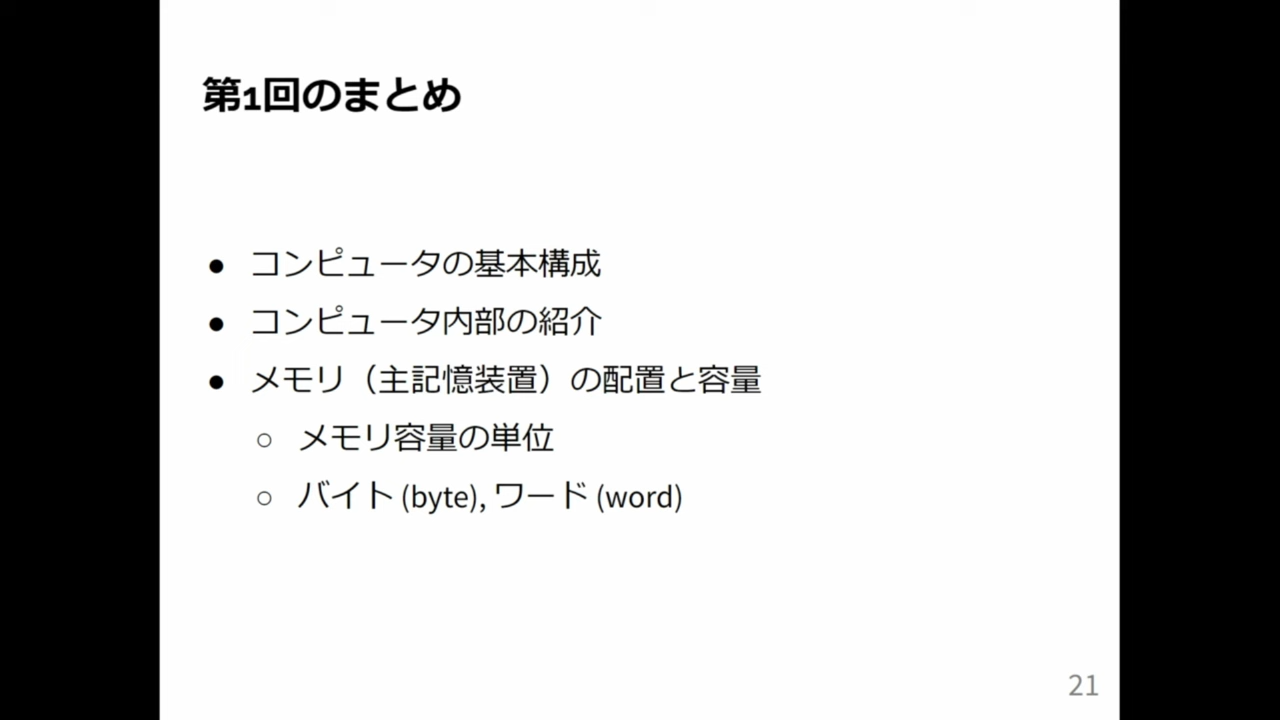 第1回のまとめ
● コンピュータの基本構成
● コンピュータ内部の紹介
● メモリ（主記憶装置）の配置と容量
○ メモリ容量の単位
○ バイト (byte), ワード (word)
21